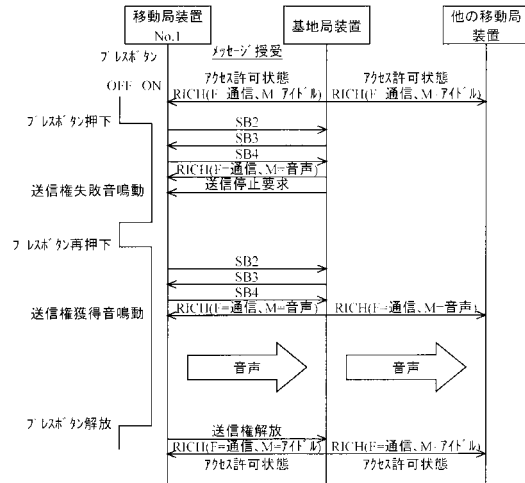 移動局装置
No.1
基地局装置
他の移動局
装置
プレスボタン
メッセージ授受
OFF ON
アクセス許可状態 アクセス許可状態
RICH(F=通信、M=アイドル) RICH(F=通信、M=アイドル)
プレスボタン押下
SB2
SB3
SB4
RICH(F=通信、M=音声)
送信権失敗音鳴動
送信停止要求
プレスボタン再押下
SB2
SB3
SB4
送信権獲得音鳴動
RICH(F=通信、M=音声) RICH(F=通信、M=音声)
音声 音声
プレスボタン解放
送信権解放
RICH(F=通信、M=アイドル) RICH(F=通信、M=アイドル)
アクセス許可状態 アクセス許可状態